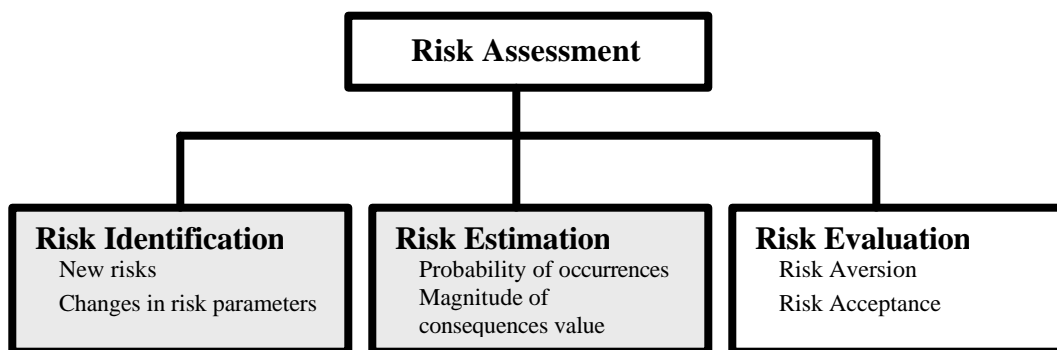 Risk Assessment
Risk Identification
New risks
Changes in risk parameters
Risk Estimation
Probability of occurrences
Magnitude of
consequences value
Risk Evaluation
Risk Aversion
Risk Acceptance